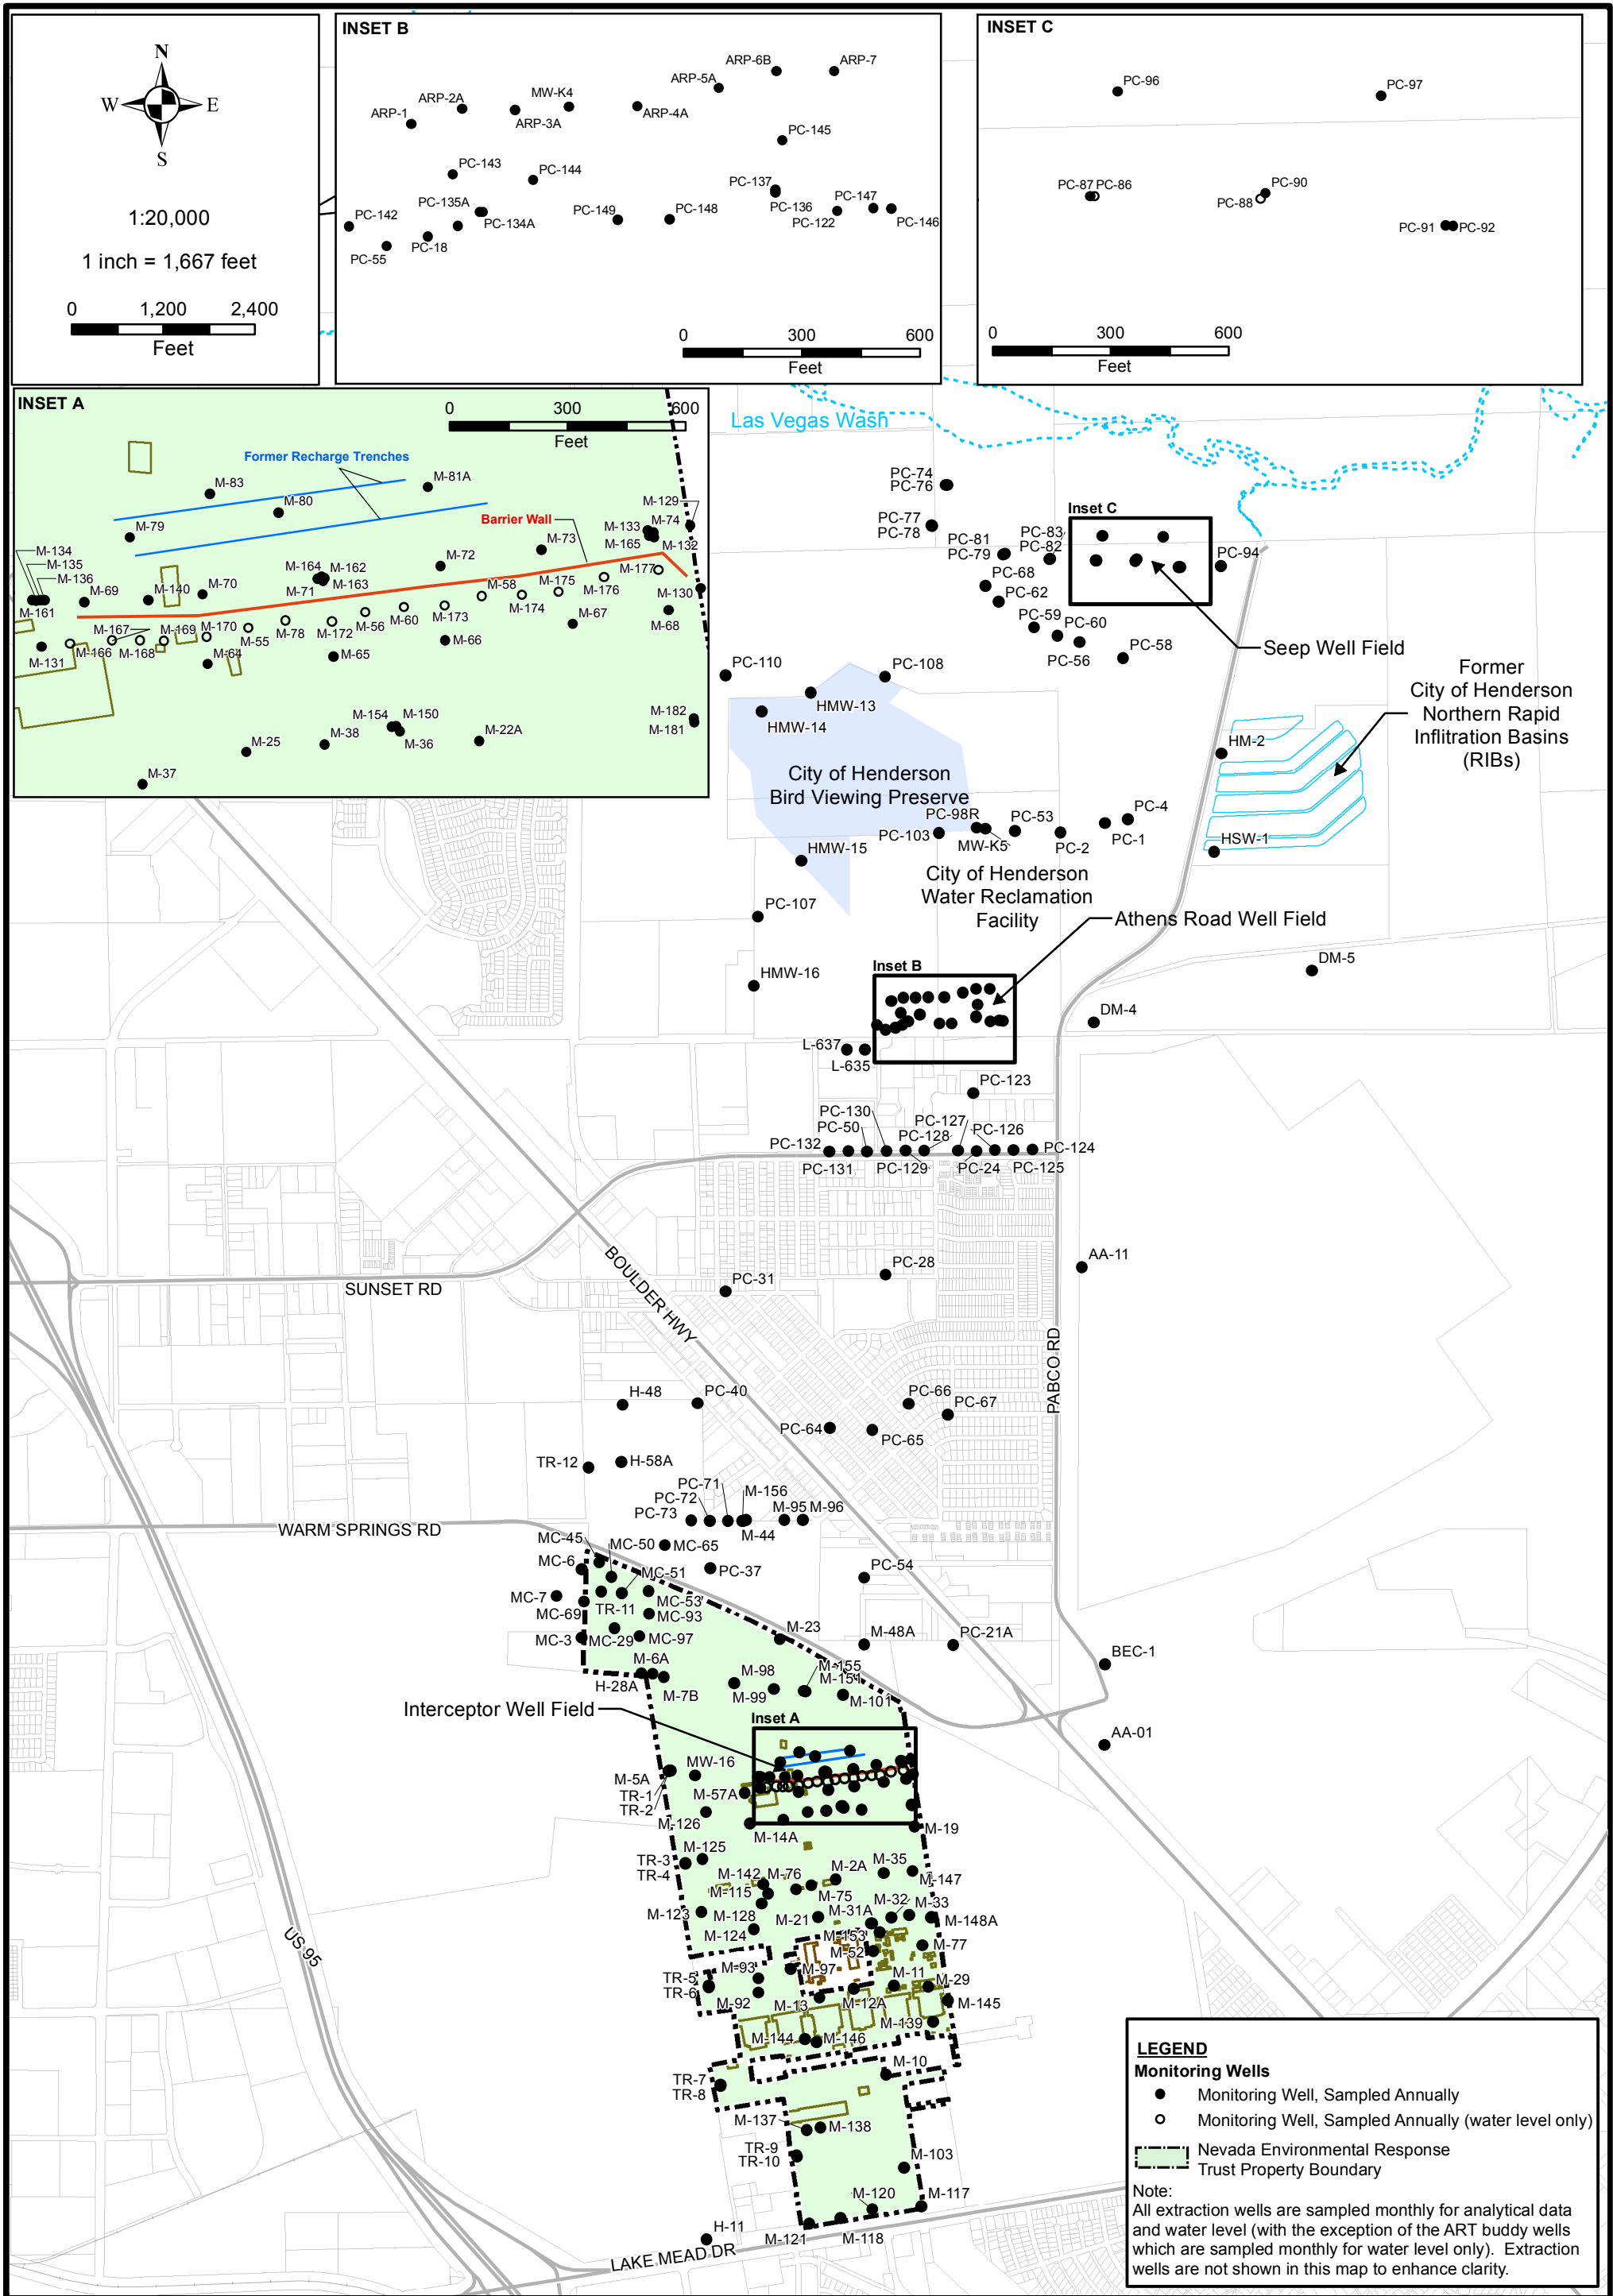 N
W
E
S
1:20,000
1 inch = 1,667 feet
0 1,200 2,400
Feet
INSET B
ARP-6B
ARP-7
ARP-5A
ARP-2A
MW-K4
ARP-1
ARP-3A
ARP-4A
PC-145
PC-143
PC-144
PC-137
PC-135A
PC-147
PC-142
PC-134A
PC-149
PC-148
PC-136
PC-122
PC-146
PC-18
PC-55
0 300 600
Feet
INSET C
PC-96
PC-97
PC-87
PC-86
PC-90
PC-88
PC-91
PC-92
0 300 600
Feet
INSET A
0 300 600
Feet
Former Recharge Trenches
M-83
M-81A
M-80
M-129
M-79
Barrier Wall
M-133
M-74
M-165
M-132
M-73
M-134
M-135
M-136
M-72
M-164
M-162
M-177
M-69
M-140
M-70
M-71
M-163
M-58
M-175
M-176
M-161
M-130
M-167
M-169
M-170
M-56
M-60
M-173
M-174
M-67
M-68
M-55
M-78
M-172
M-131
M-166
M-168
M-64
M-65
M-66
M-154
M-150
M-182
M-181
M-25
M-38
M-36
M-22A
M-37
Las Vegas Wash
PC-74
PC-76
PC-77
PC-78
Inset C
PC-83
PC-82
PC-81
PC-79
PC-94
PC-68
PC-62
PC-59
PC-60
PC-56
PC-58
Seep Well Field
PC-110
PC-108
HMW-13
HMW-14
Former
City of Henderson
Northern Rapid
Inflitration Basins
(RIBs)
HM-2
City of Henderson
Bird Viewing Preserve
PC-98R
PC-53
PC-4
PC-103
MW-K5
PC-2
PC-1
HMW-15
HSW-1
City of Henderson
Water Reclamation
Facility
PC-107
Athens Road Well Field
Inset B
DM-5
HMW-16
DM-4
L-637
L-635
PC-123
PC-130
PC-127
PC-50
PC-128
PC-126
PC-132
PC-124
PC-131
PC-129
PC-24
PC-125
BOULDER HWY
AA-11
PC-28
SUNSET RD
PC-31
PABCO RD
H-48
PC-40
PC-66
PC-67
PC-64
PC-65
TR-12
H-58A
PC-71
M-156
PC-72
M-95
M-96
PC-73
M-44
WARM SPRINGS RD
MC-45
MC-50
MC-65
MC-6
PC-37
MC-51
PC-54
MC-7
MC-53
MC-69
TR-11
MC-93
MC-3
MC-29
MC-97
M-23
M-48A
PC-21A
BEC-1
M-6A
M-98
M-155
H-28A
M-7B
M-99
M-151
M-101
Interceptor Well Field
Inset A
AA-01
MW-16
M-5A
TR-1
TR-2
M-57A
M-126
M-14A
M-19
M-125
TR-3
TR-4
M-142
M-76
M-2A
M-35
M-147
M-115
M-75
M-32
M-33
M-123
M-128
M-21
M-31A
M-148A
M-124
M-153
M-52
M-77
US 95
M-93
M-97
M-11
M-29
TR-5
TR-6
M-92
M-13
M-12A
M-145
M-139
M-144
M-146
M-10
TR-7
TR-8
M-137
M-138
TR-9
TR-10
M-103
M-120
M-117
H-11
M-121
M-118
LAKE MEAD DR
LEGEND
Monitoring Wells
Monitoring Well, Sampled Annually
Monitoring Well, Sampled Annually (water level only)
Nevada Environmental Response
Trust Property Boundary
Note:
All extraction wells are sampled monthly for analytical data
and water level (with the exception of the ART buddy wells
which are sampled monthly for water level only). Extraction
wells are not shown in this map to enhance clarity.